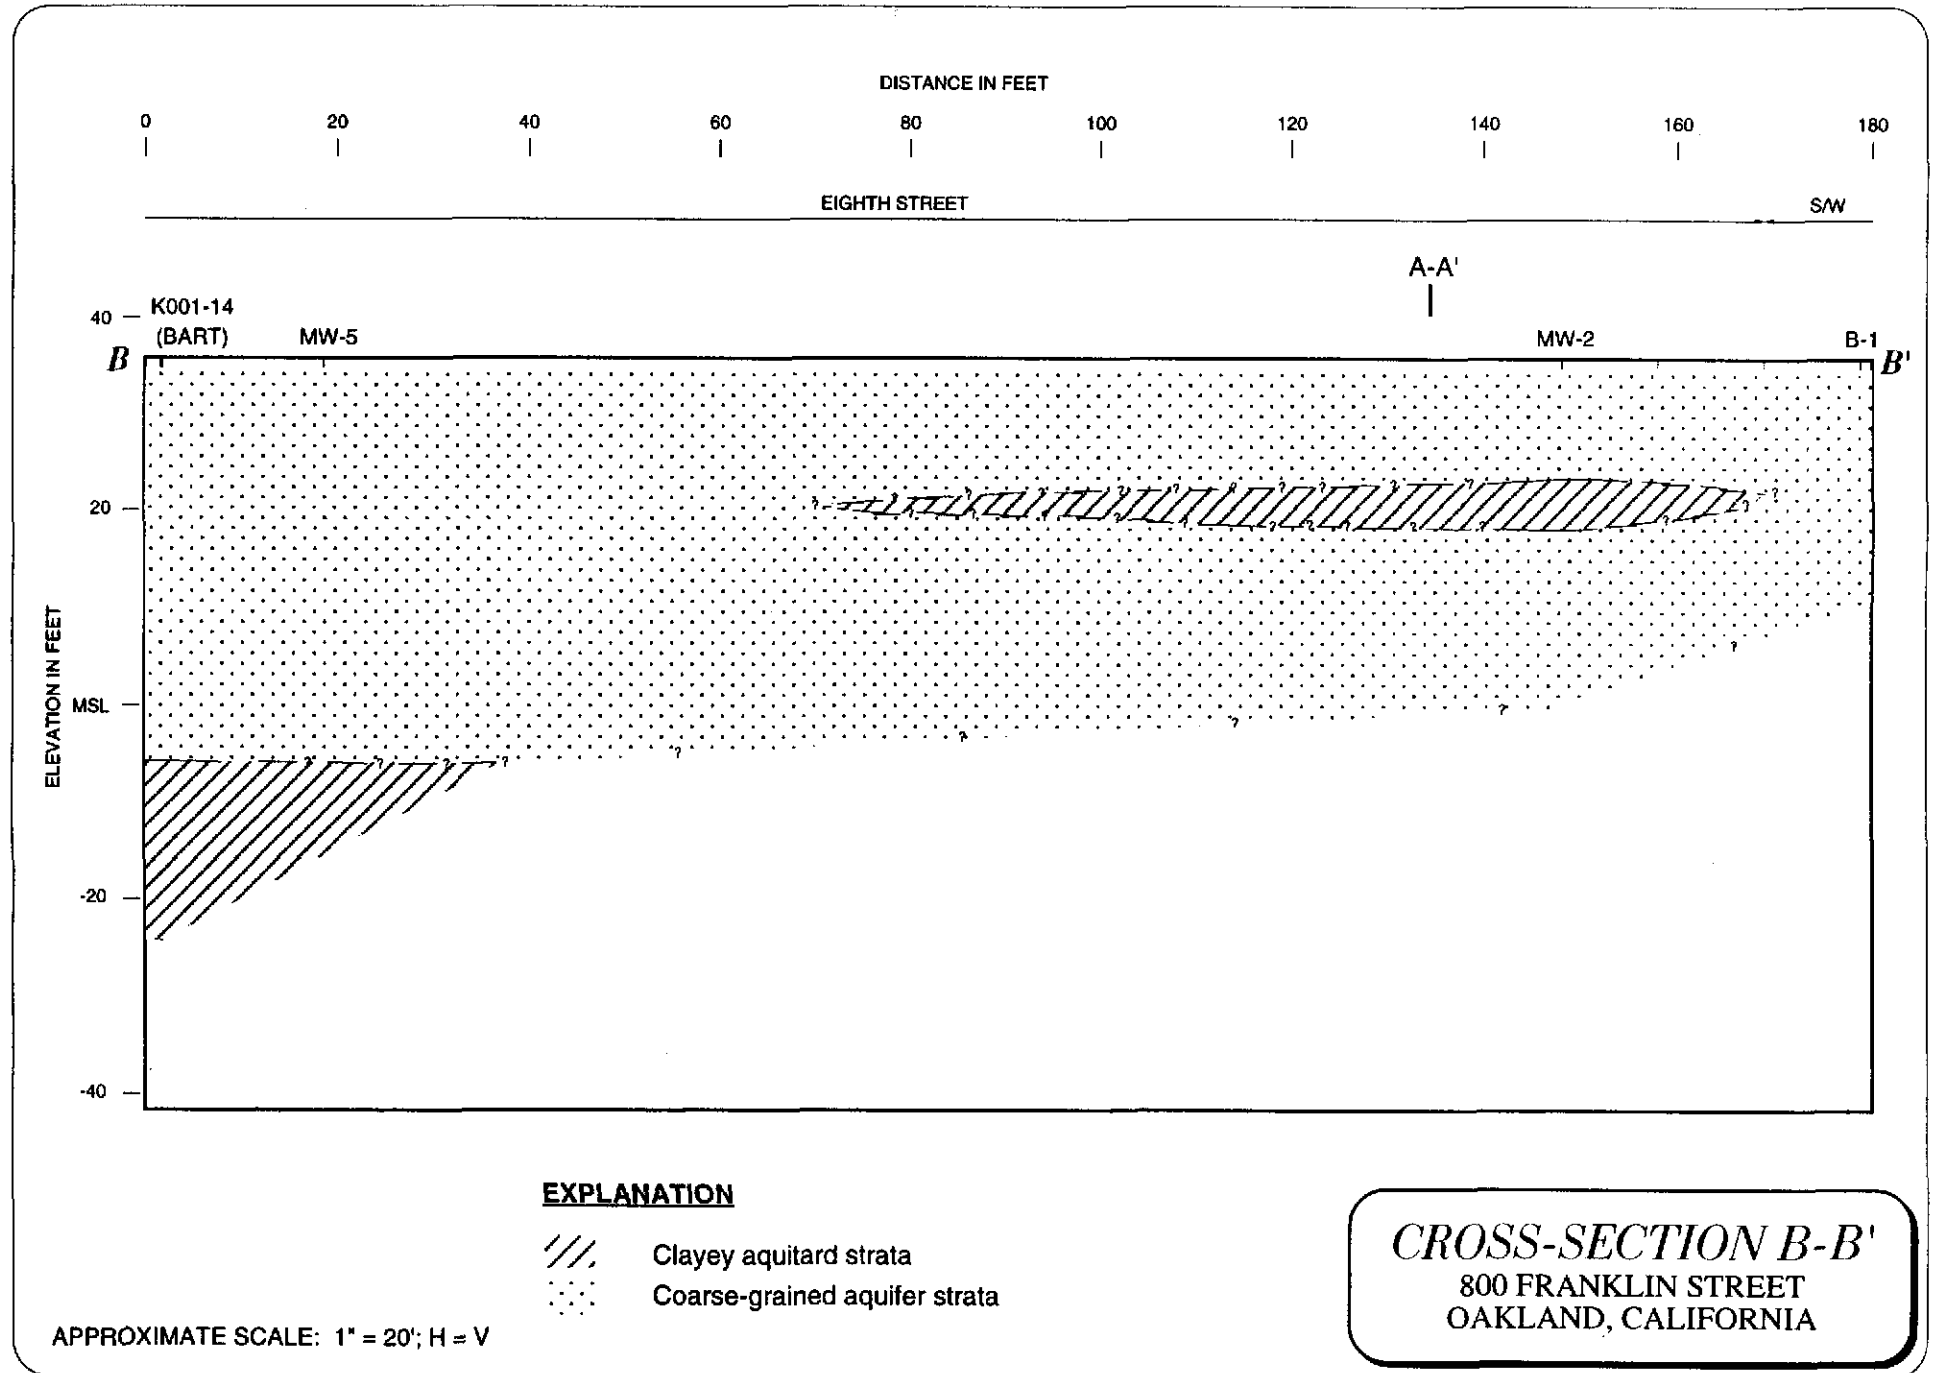 DISTANCE IN FEET
0 20 40 60 80 100 120 140 160 180
EIGHTH STREET S/W
A-A'
K001-14
(BART) MW-5 MW-2 B-1
B B'
40
20
MSL
-20
-40
ELEVATION IN FEET
? ? ? ? ? ? ? ? ? ? ? ?
EXPLANATION
Clayey aquitard strata
Coarse-grained aquifer strata
APPROXIMATE SCALE: 1" = 20'; H = V
CROSS-SECTION B-B'
800 FRANKLIN STREET
OAKLAND, CALIFORNIA